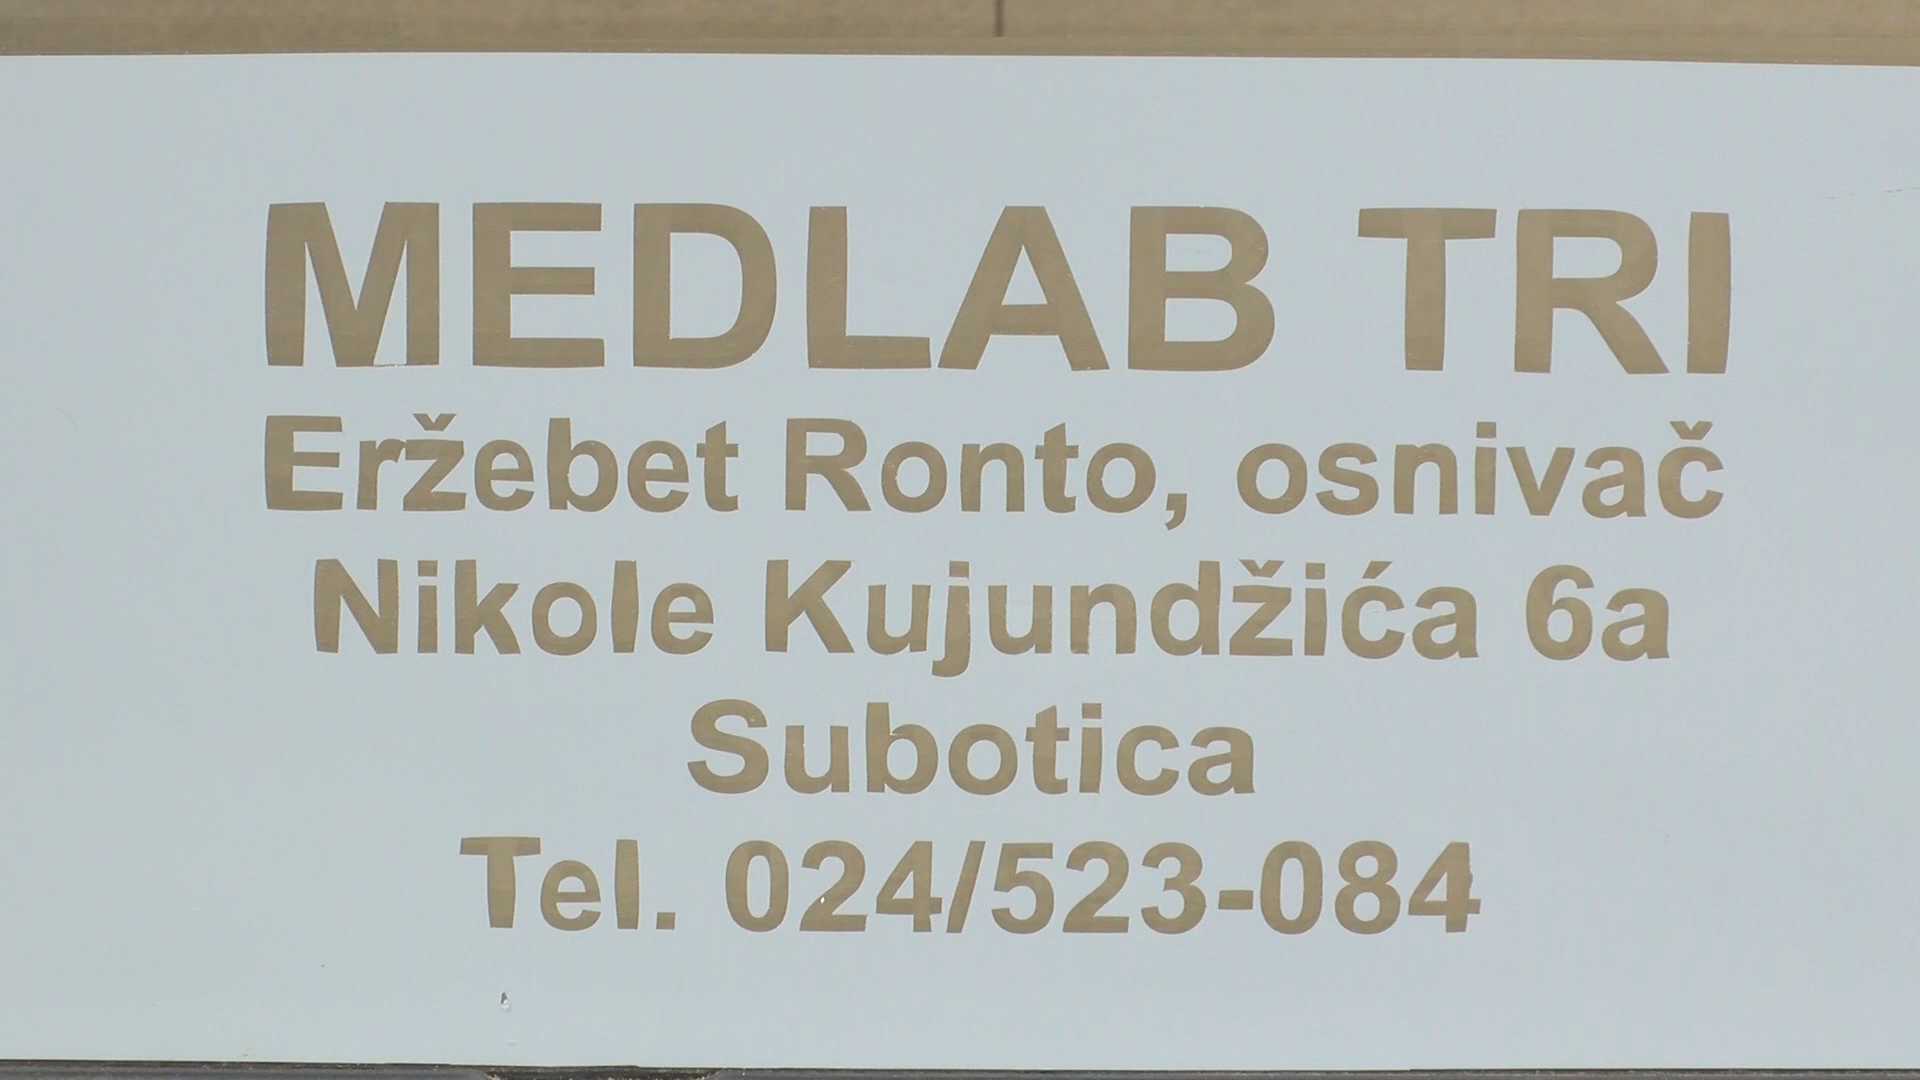 MEDLAB TRI
Eržebet Ronto, osnivač
Nikole Kujundžića 6a
Subotica
Tel. 024/523-084